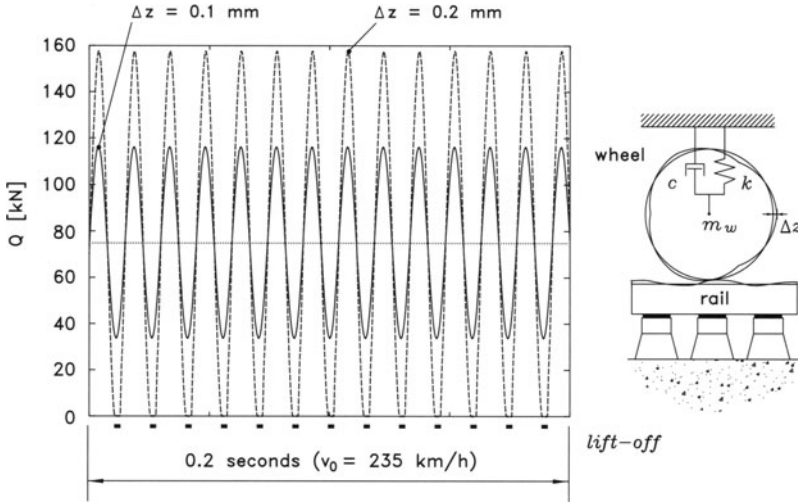 Δz = 0.1 mm
Δz = 0.2 mm
160
140
120
100
80
60
40
20
0
Q [kN]
wheel
c
k
m w
Δz
rail
lift-off
0.2 seconds (v0 = 235 km/h)